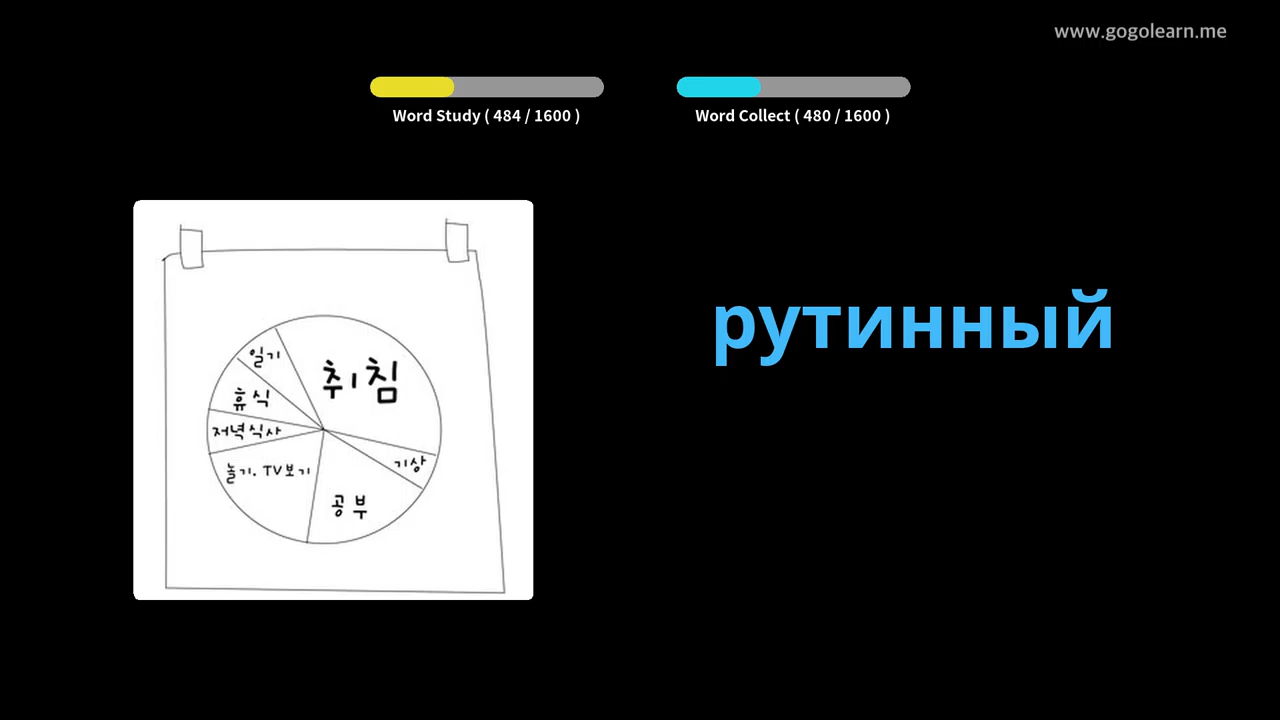 www.gogolearn.me
Word Study ( 484 / 1600 )
Word Collect ( 480 / 1600 )
рутинный
일기
취침
휴식
저녁식사
기상
놀기. TV보기
공부